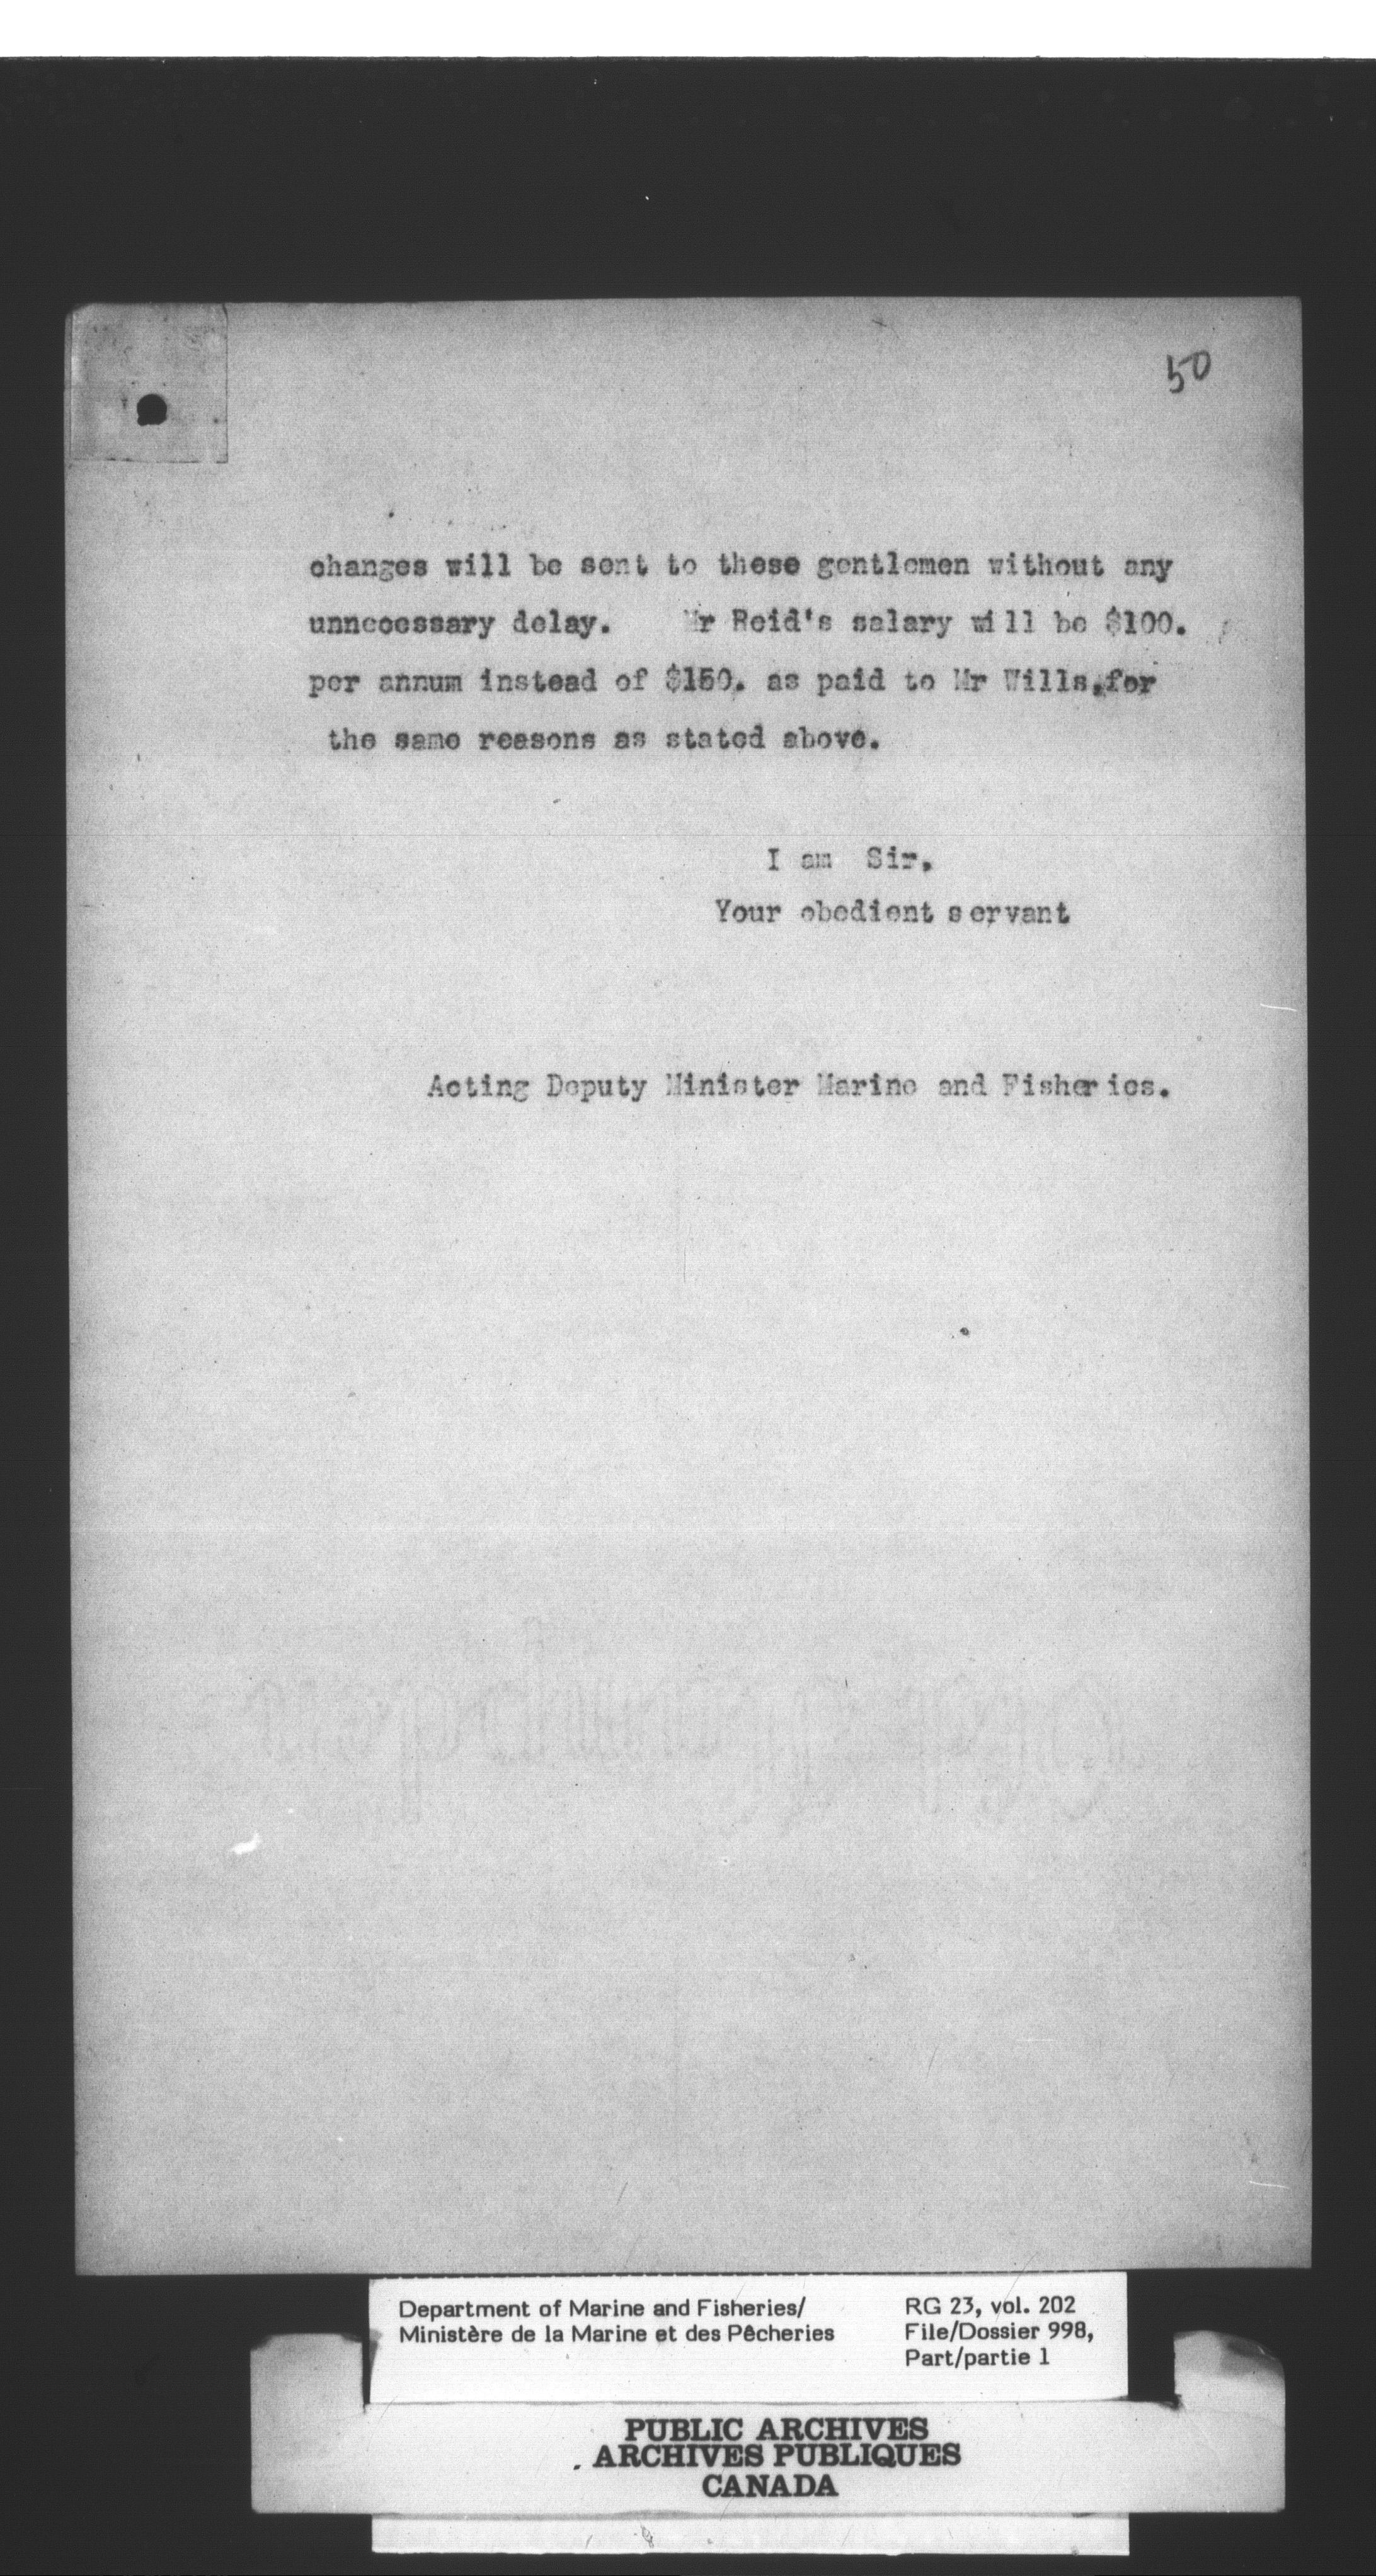 50
changes will be sent to these gentlemen without any
unnecessary delay. Mr Reid's salary will be $100.
per annum instead of $150. as paid to Mr Wills,for
the same reasons as stated above.
I am Sir,
Your obedient servant
Acting Deputy Minister Marine and Fisheries.
Department of Marine and Fisheries/
Ministère de la Marine et des Pêcheries
RG 23, vol. 202
File/Dossier 998,
Part/partie 1
PUBLIC ARCHIVES
ARCHIVES PUBLIQUES
CANADA